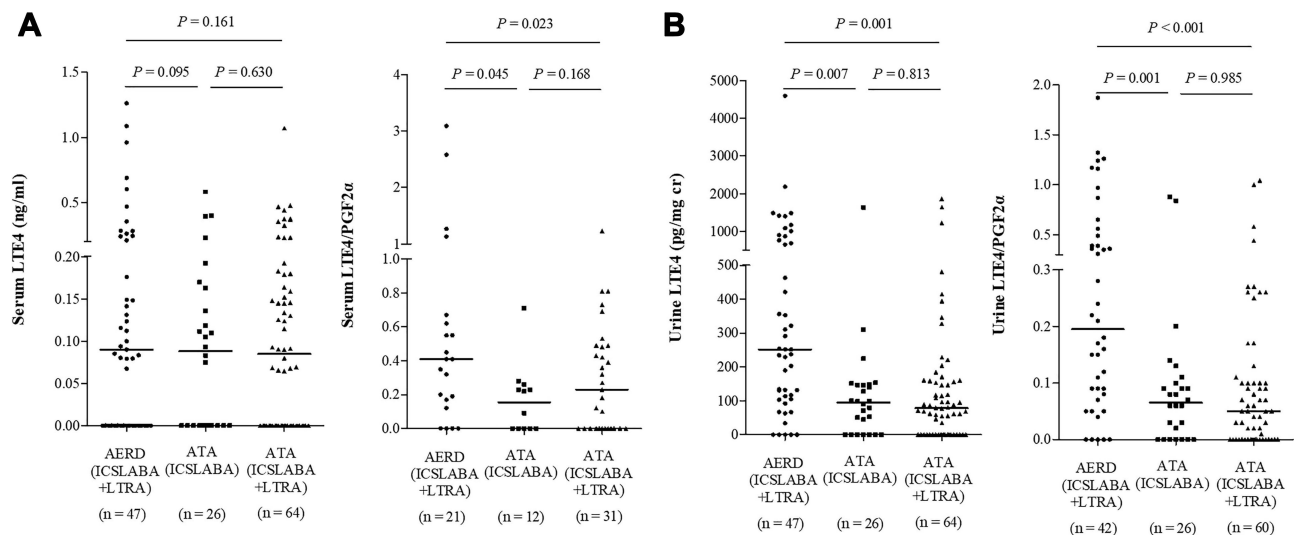 A
P = 0.161
P = 0.095
P = 0.630
Serum LTE4 (ng/ml)
1.5
1.0
0.5
0.20
0.15
0.10
0.05
0.00
AERD
(ICSLABA
+LTRA)
(n = 47)
ATA
(ICSLABA)
(n = 26)
ATA
(ICSLABA
+LTRA)
(n = 64)
P = 0.023
P = 0.045
P = 0.168
Serum LTE4/PGF2α
4
3
2
1
1.0
0.8
0.6
0.4
0.2
0.0
AERD
(ICSLABA
+LTRA)
(n = 21)
ATA
(ICSLABA)
(n = 12)
ATA
(ICSLABA
+LTRA)
(n = 31)
B
P = 0.001
P = 0.007
P = 0.813
Urine LTE4 (pg/mg cr)
5000
4000
3000
2000
1000
500
400
300
200
100
0
AERD
(ICSLABA
+LTRA)
(n = 47)
ATA
(ICSLABA)
(n = 26)
ATA
(ICSLABA
+LTRA)
(n = 64)
P < 0.001
P = 0.001
P = 0.985
Urine LTE4/PGF2α
2.0
1.5
1.0
0.5
0.3
0.3
0.2
0.1
0.0
AERD
(ICSLABA
+LTRA)
(n = 42)
ATA
(ICSLABA)
(n = 26)
ATA
(ICSLABA
+LTRA)
(n = 60)